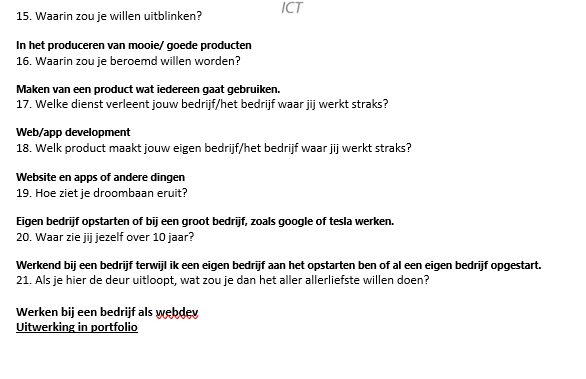 ICT
15. Waarin zou je willen uitblinken?
In het produceren van mooie/ goede producten
16. Waarin zou je beroemd willen worden?
Maken van een product wat iedereen gaat gebruiken.
17. Welke dienst verleent jouw bedrijf/het bedrijf waar jij werkt straks?
Web/app development
18. Welk product maakt jouw eigen bedrijf/het bedrijf waar jij werkt straks?
Website en apps of andere dingen
19. Hoe ziet je droombaan eruit?
Eigen bedrijf opstarten of bij een groot bedrijf, zoals google of tesla werken.
20. Waar zie jij jezelf over 10 jaar?
Werkend bij een bedrijf terwijl ik een eigen bedrijf aan het opstarten ben of al een eigen bedrijf opgestart.
21. Als je hier de deur uitloopt, wat zou je dan het aller allerliefste willen doen?
Werken bij een bedrijf als webdev
Uitwerking in portfolio